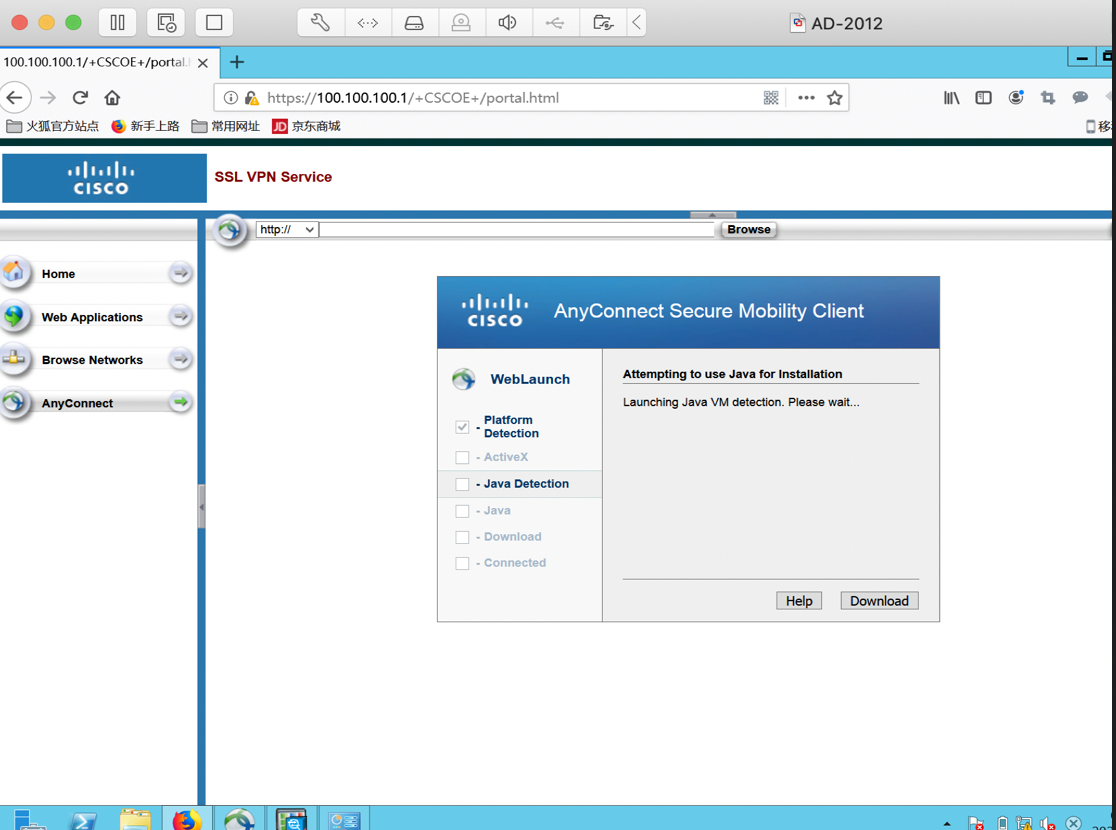 AD-2012
100.100.100.1/+CSCOE+/portal.
https://100.100.100.1/+CSCOE+/portal.html
火狐官方站点 新手上路 常用网址 JD 京东商城
CISCO
SSL VPN Service
http:// Browse
Home
Web Applications
Browse Networks
AnyConnect
CISCO AnyConnect Secure Mobility Client
WebLaunch
- Platform
Detection
- ActiveX
- Java Detection
- Java
- Download
- Connected
Attempting to use Java for Installation
Launching Java VM detection. Please wait...
Help Download